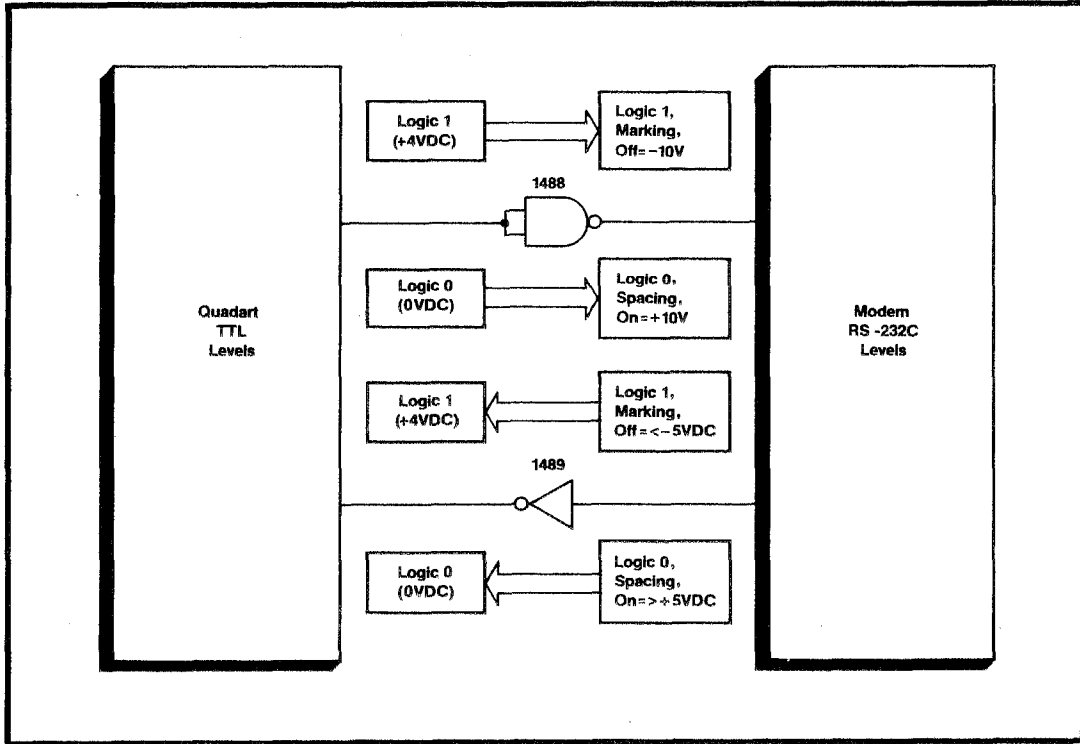 Logic 1
(+4VDC)
Logic 1,
Marking,
Off=-10V
1488
Logic 0
(0VDC)
Logic 0,
Spacing,
On=+10V
Quadart
TTL
Levels
Modem
RS -232C
Levels
Logic 1
(+4VDC)
Logic 1,
Marking,
Off=<-5VDC
1489
Logic 0
(0VDC)
Logic 0,
Spacing,
On=>+5VDC